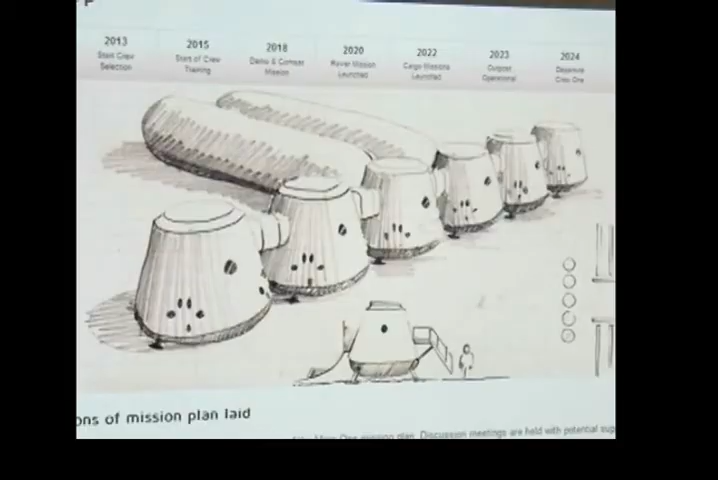 2013
Start Crew
Selection
2015
Start of Crew
Training
2018
Demo & Comsat
Mission
2020
Rover Mission
Launched
2022
Cargo Missions
Launched
2023
Outpost
Operational
2024
Departure
Crew One
ons of mission plan laid
One mission plan. Discussion meetings are held with potential sup